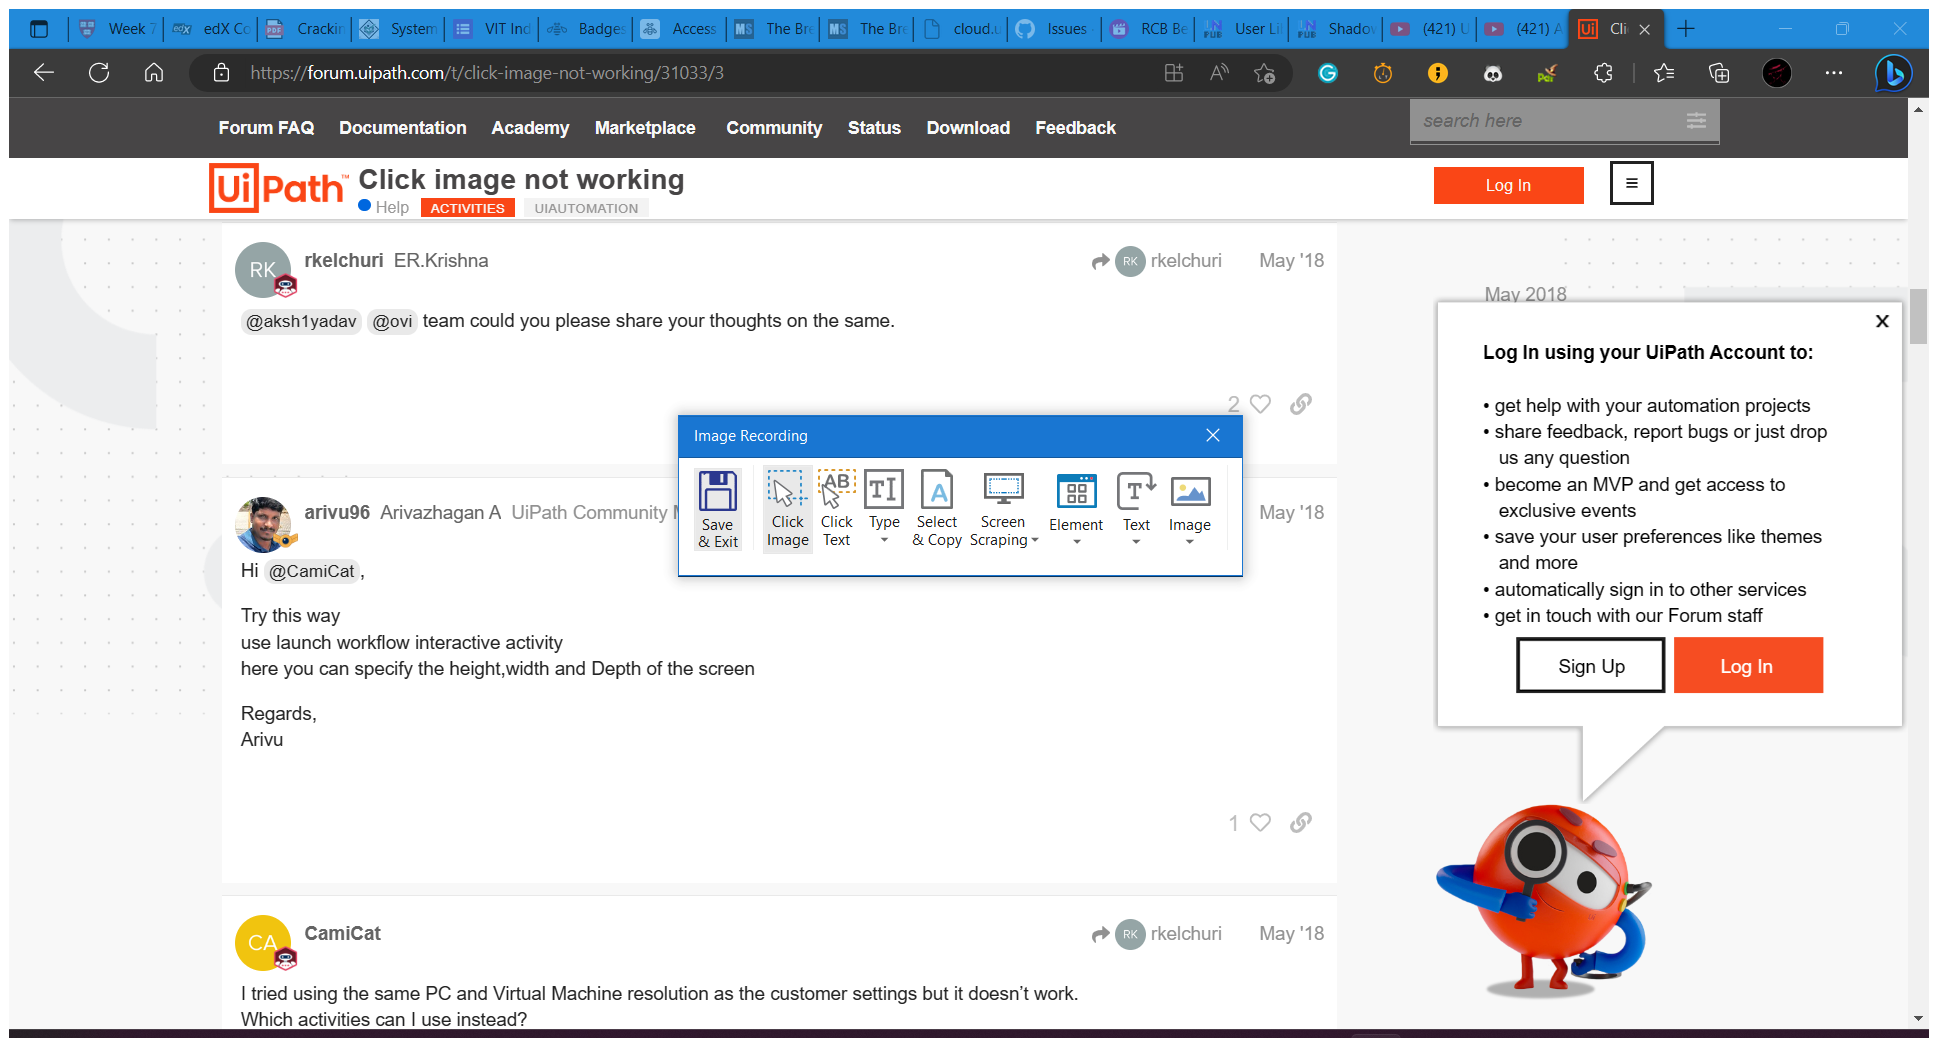 Week 7
edX Co
Crackin
System
VIT Ind
Badges
Access
The Bre
The Bre
cloud.u
Issues
RCB Be
User Li
Shadow
(421) U
(421) A
Cli
https://forum.uipath.com/t/click-image-not-working/31033/3
Forum FAQ Documentation Academy Marketplace Community Status Download Feedback
search here
UiPath™ Click image not working
Help ACTIVITIES UIAUTOMATION
Log In
RK rkelchuri ER.Krishna RK rkelchuri May '18
@aksh1yadav @ovi team could you please share your thoughts on the same.
2
May 2018
x
Log In using your UiPath Account to:
• get help with your automation projects
• share feedback, report bugs or just drop
us any question
• become an MVP and get access to
exclusive events
• save your user preferences like themes
and more
• automatically sign in to other services
• get in touch with our Forum staff
Sign Up Log In
Image Recording
Save
& Exit
Click
Image
Click
Text
Type
Select
& Copy
Screen
Scraping
Element
Text
Image
arivu96 Arivazhagan A UiPath Community May '18
Hi @CamiCat,
Try this way
use launch workflow interactive activity
here you can specify the height,width and Depth of the screen
Regards,
Arivu
1
CA CamiCat RK rkelchuri May '18
I tried using the same PC and Virtual Machine resolution as the customer settings but it doesn't work.
Which activities can I use instead?